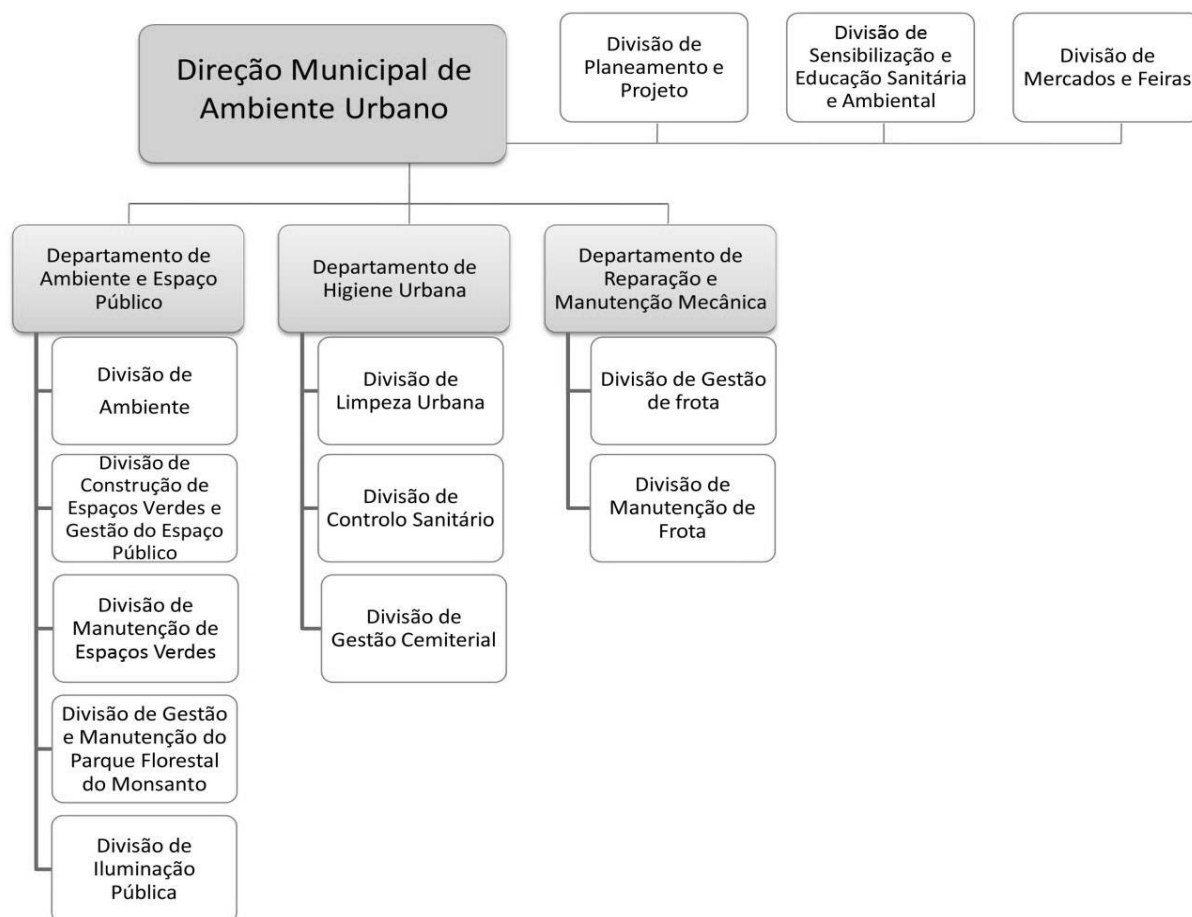 Direção Municipal de
Ambiente Urbano
Divisão de
Planeamento e
Projeto
Divisão de
Sensibilização e
Educação Sanitária
e Ambiental
Divisão de
Mercados e Feiras
Departamento de
Ambiente e Espaço
Público
Divisão de
Ambiente
Divisão de
Construção de
Espaços Verdes e
Gestão do Espaço
Público
Divisão de
Manutenção de
Espaços Verdes
Divisão de Gestão
e Manutenção do
Parque Florestal
do Monsanto
Divisão de
Iluminação
Pública
Departamento de
Higiene Urbana
Divisão de
Limpeza Urbana
Divisão de
Controlo Sanitário
Divisão de
Gestão Cemiterial
Departamento de
Reparação e
Manutenção Mecânica
Divisão de Gestão
de frota
Divisão de
Manutenção de
Frota